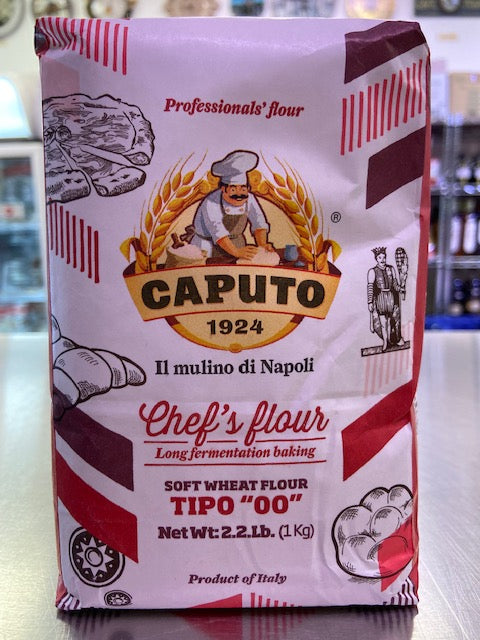 Professionals' flour
®
CAPUTO
1924
Il mulino di Napoli
Chef's flour
Long fermentation baking
SOFT WHEAT FLOUR
TIPO "00"
Net Wt: 2.2.Lb. (1 Kg)
Product of Italy